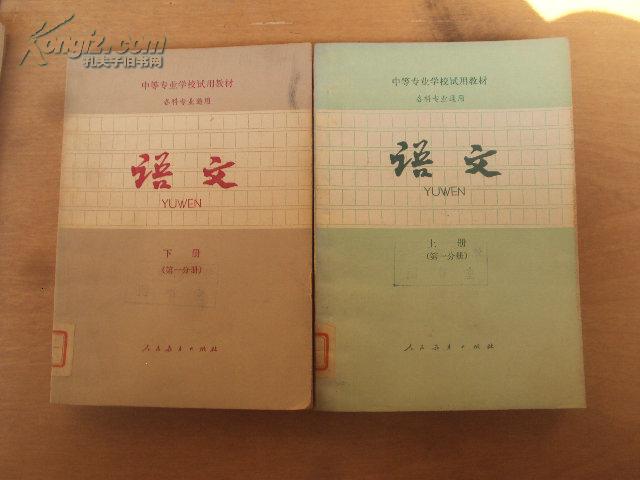 Kongfz.com
孔夫子旧书网
中等专业学校试用教材
各科专业通用
语文
YUWEN
下册
(第一分册)
人民教育出版社
中等专业学校试用教材
各科专业通用
语文
YUWEN
上册
(第一分册)
人民教育出版社